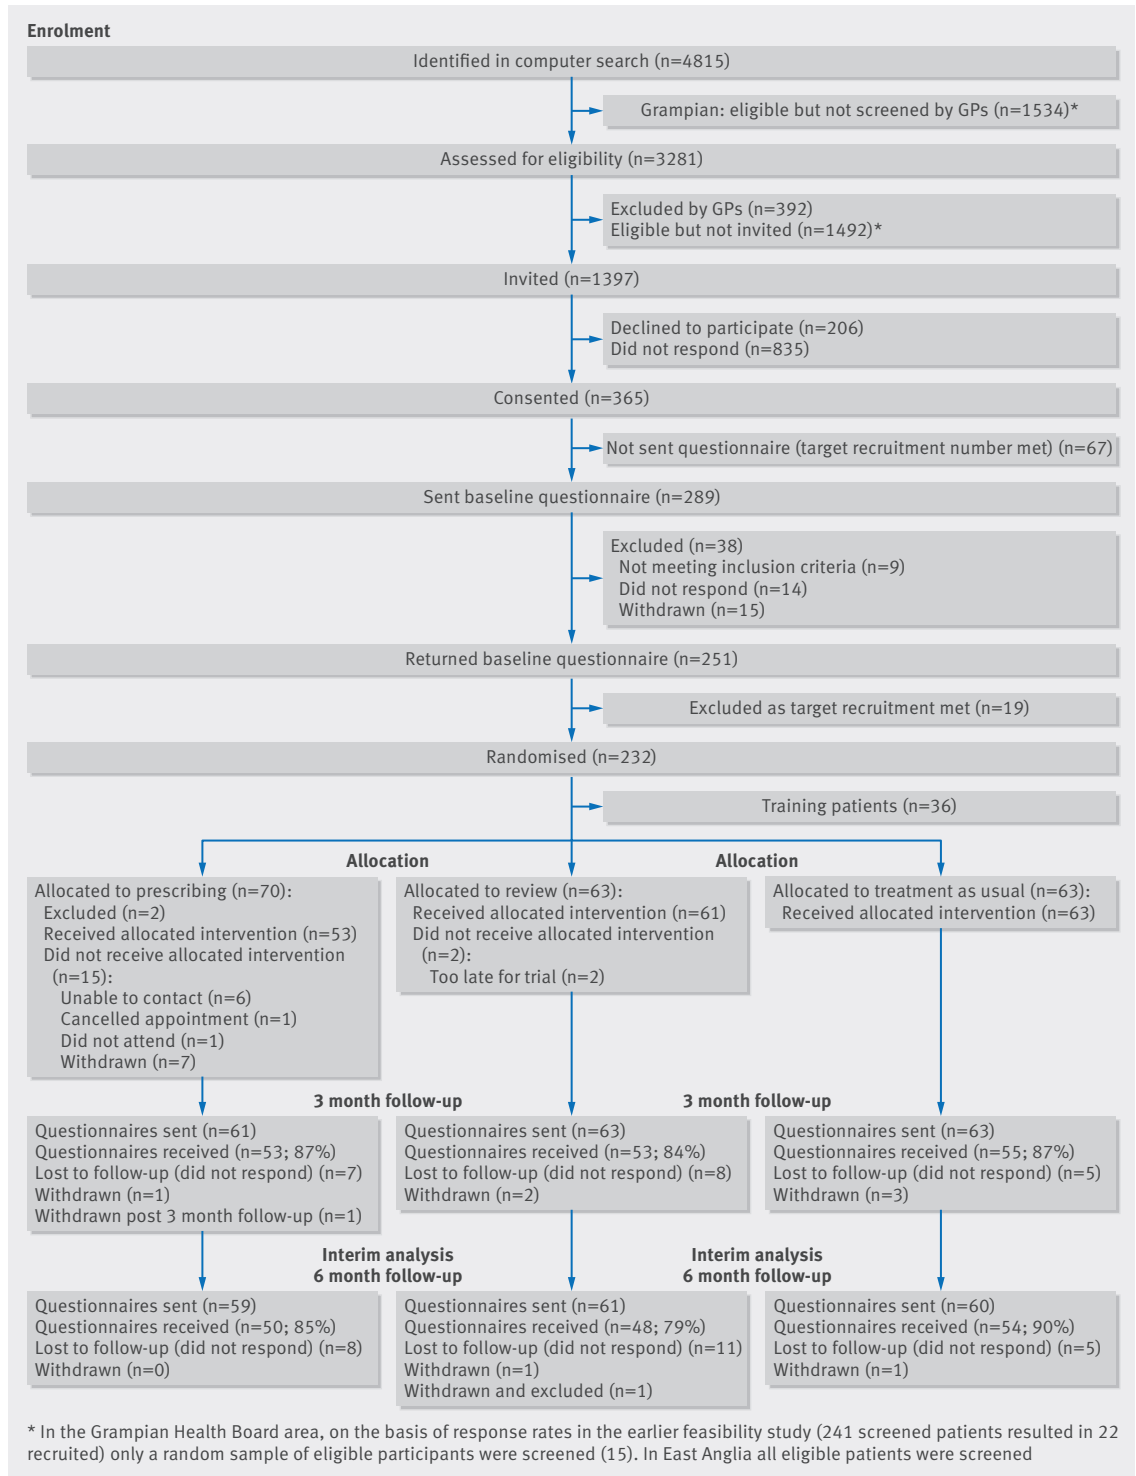 Enrolment
Identified in computer search (n=4815)
Grampian: eligible but not screened by GPs (n=1534)*
Assessed for eligibility (n=3281)
Excluded by GPs (n=392)
Eligible but not invited (n=1492)*
Invited (n=1397)
Declined to participate (n=206)
Did not respond (n=835)
Consented (n=365)
Not sent questionnaire (target recruitment number met) (n=67)
Sent baseline questionnaire (n=289)
Excluded (n=38)
Not meeting inclusion criteria (n=9)
Did not respond (n=14)
Withdrawn (n=15)
Returned baseline questionnaire (n=251)
Excluded as target recruitment met (n=19)
Randomised (n=232)
Training patients (n=36)
Allocation
Allocation
Allocated to prescribing (n=70):
Excluded (n=2)
Received allocated intervention (n=53)
Did not receive allocated intervention
(n=15):
Unable to contact (n=6)
Cancelled appointment (n=1)
Did not attend (n=1)
Withdrawn (n=7)
Allocated to review (n=63):
Received allocated intervention (n=61)
Did not receive allocated intervention
(n=2):
Too late for trial (n=2)
Allocated to treatment as usual (n=63):
Received allocated intervention (n=63)
3 month follow-up
3 month follow-up
Questionnaires sent (n=61)
Questionnaires received (n=53; 87%)
Lost to follow-up (did not respond) (n=7)
Withdrawn (n=1)
Withdrawn post 3 month follow-up (n=1)
Questionnaires sent (n=63)
Questionnaires received (n=53; 84%)
Lost to follow-up (did not respond) (n=8)
Withdrawn (n=2)
Questionnaires sent (n=63)
Questionnaires received (n=55; 87%)
Lost to follow-up (did not respond) (n=5)
Withdrawn (n=3)
Interim analysis
6 month follow-up
Interim analysis
6 month follow-up
Questionnaires sent (n=59)
Questionnaires received (n=50; 85%)
Lost to follow-up (did not respond) (n=8)
Withdrawn (n=0)
Questionnaires sent (n=61)
Questionnaires received (n=48; 79%)
Lost to follow-up (did not respond) (n=11)
Withdrawn (n=1)
Withdrawn and excluded (n=1)
Questionnaires sent (n=60)
Questionnaires received (n=54; 90%)
Lost to follow-up (did not respond) (n=5)
Withdrawn (n=1)
* In the Grampian Health Board area, on the basis of response rates in the earlier feasibility study (241 screened patients resulted in 22
recruited) only a random sample of eligible participants were screened (15). In East Anglia all eligible patients were screened